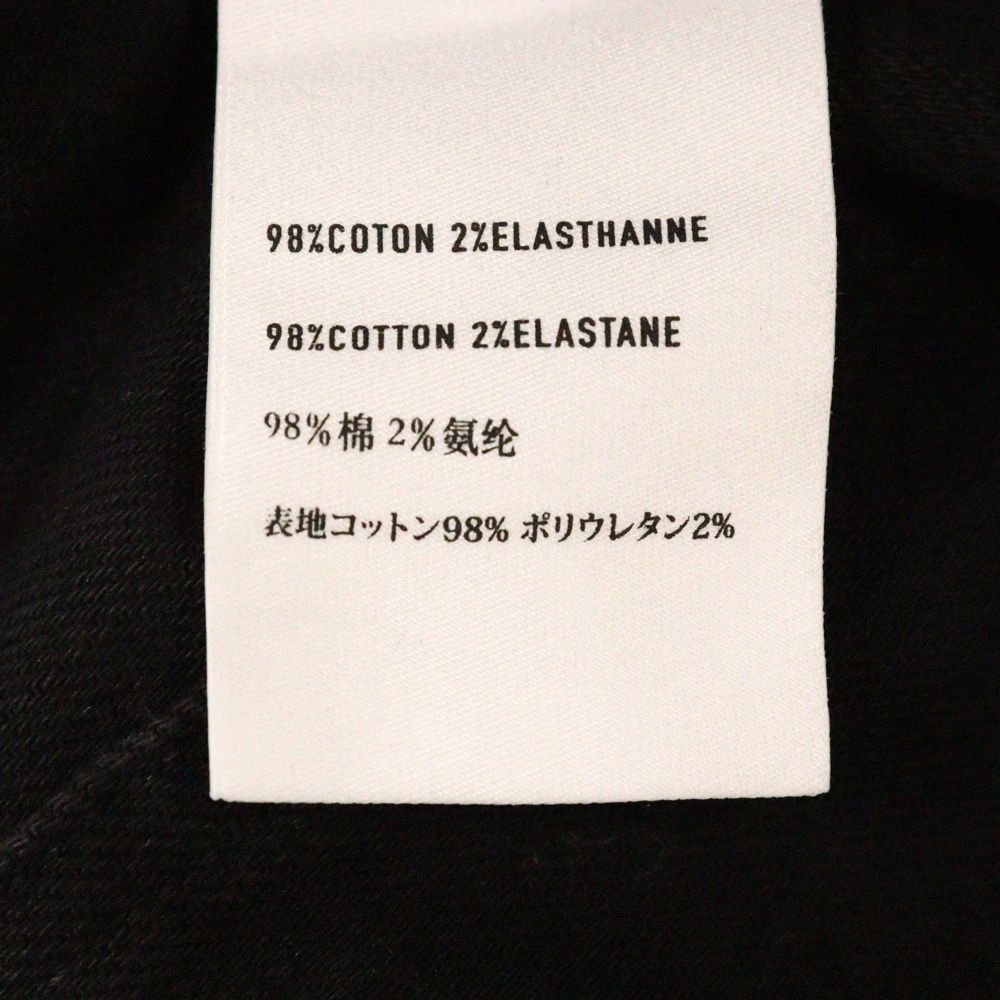 98%COTON 2%ELASTHANNE
98%COTTON 2%ELASTANE
98%棉 2%氨纶
表地コットン98% ポリウレタン2%